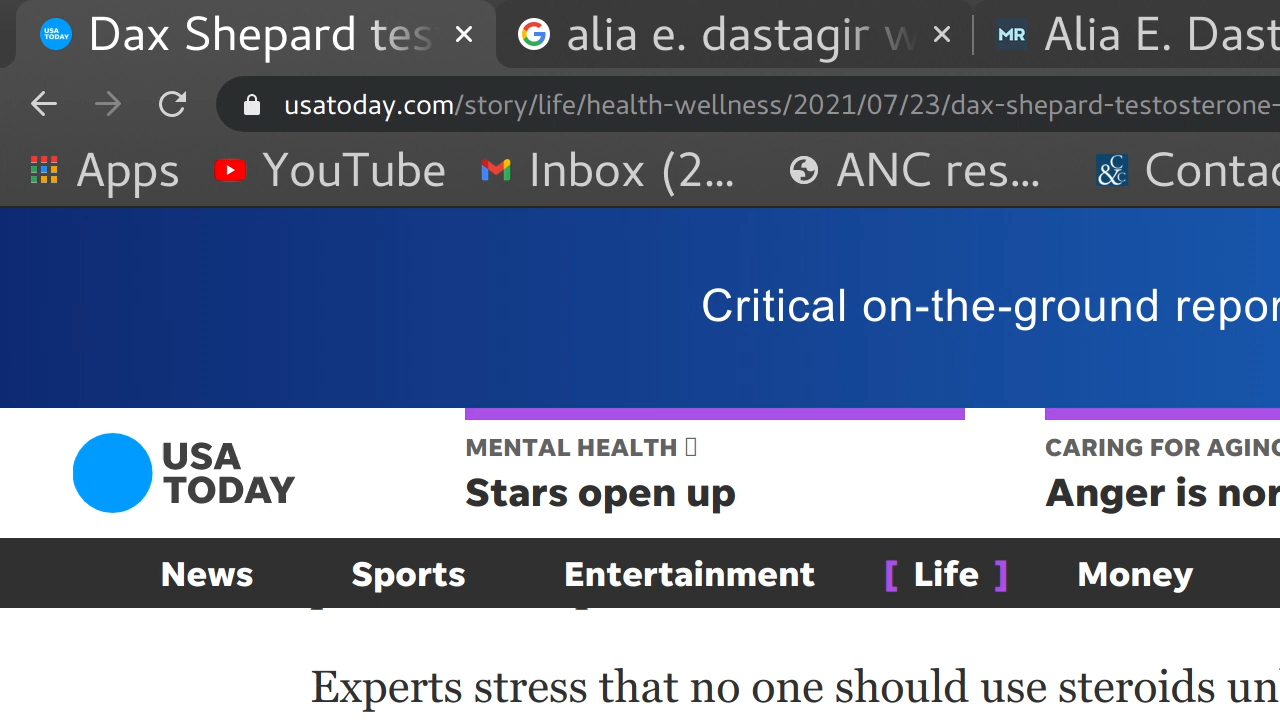 Dax Shepard tes
alia e. dastagir w
MR Alia E. Dast
usatoday.com/story/life/health-wellness/2021/07/23/dax-shepard-testosterone-
Apps YouTube Inbox (2... ANC res... Contac
Critical on-the-ground repor
USA TODAY
MENTAL HEALTH
Stars open up
CARING FOR AGING
Anger is nor
News Sports Entertainment [ Life ] Money
Experts stress that no one should use steroids un